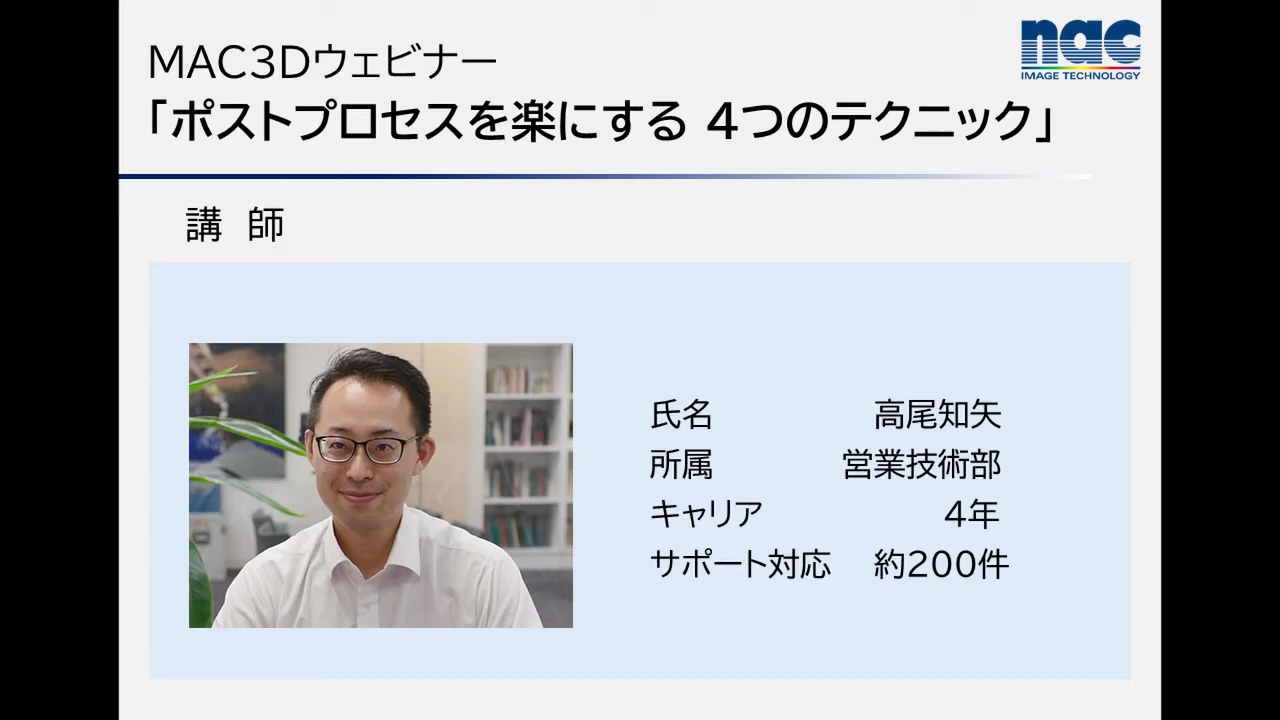 nac
IMAGE TECHNOLOGY
MAC3Dウェビナー
「ポストプロセスを楽にする 4つのテクニック」
講 師
氏名 高尾知矢
所属 営業技術部
キャリア 4年
サポート対応 約200件